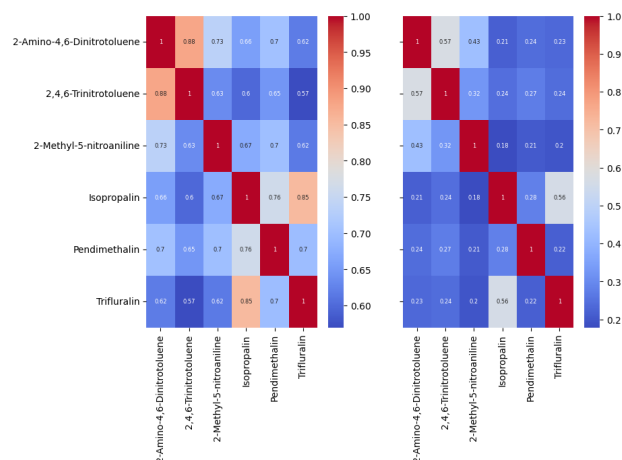 2-Amino-4,6-Dinitrotoluene 1 0.88 0.73 0.66 0.7 0.62
2,4,6-Trinitrotoluene 0.88 1 0.63 0.6 0.65 0.57
2-Methyl-5-nitroaniline 0.73 0.63 1 0.67 0.7 0.62
Isopropalin 0.66 0.6 0.67 1 0.76 0.85
Pendimethalin 0.7 0.65 0.7 0.76 1 0.7
Trifluralin 0.62 0.57 0.62 0.85 0.7 1
2-Amino-4,6-Dinitrotoluene
2,4,6-Trinitrotoluene
2-Methyl-5-nitroaniline
Isopropalin
Pendimethalin
Trifluralin
1.00
0.95
0.90
0.85
0.80
0.75
0.70
0.65
0.60
1 0.57 0.43 0.21 0.24 0.23
0.57 1 0.32 0.24 0.27 0.24
0.43 0.32 1 0.18 0.21 0.2
0.21 0.24 0.18 1 0.28 0.56
0.24 0.27 0.21 0.28 1 0.22
0.23 0.24 0.2 0.56 0.22 1
2-Amino-4,6-Dinitrotoluene
2,4,6-Trinitrotoluene
2-Methyl-5-nitroaniline
Isopropalin
Pendimethalin
Trifluralin
1.0
0.9
0.8
0.7
0.6
0.5
0.4
0.3
0.2